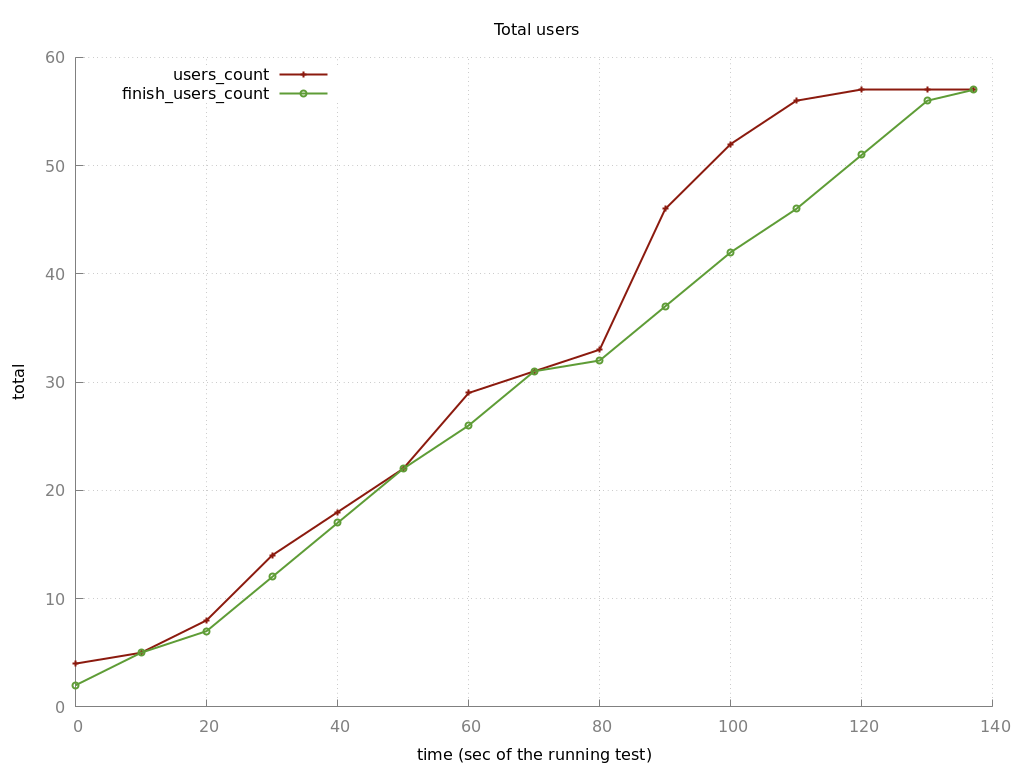 Total users
users_count
finish_users_count
60
50
40
30
20
10
0
total
0 20 40 60 80 100 120 140
time (sec of the running test)